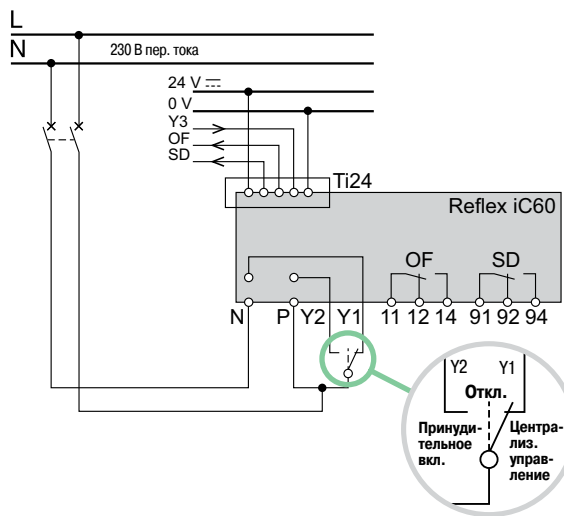 L
N
230 В пер. тока
24 V
0 V
Y3
OF
SD
Ti24
Reflex iC60
OF
SD
N P Y2 Y1 11 12 14 91 92 94
Y2 Y1
Откл.
Принуди-
тельное
вкл.
Центра-
лиз.
управ-
ление